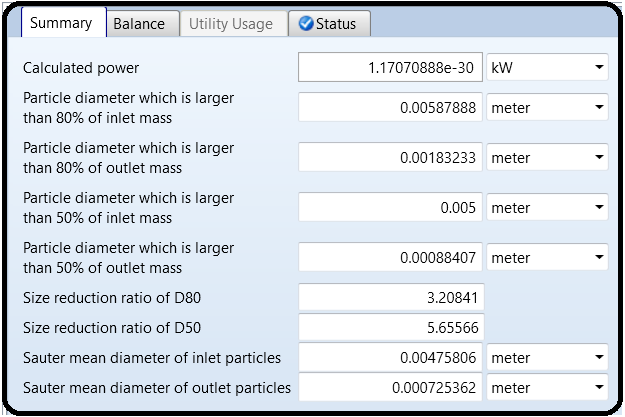 Summary Balance Utility Usage Status
Calculated power 1.17070888e-30 kW
Particle diameter which is larger
than 80% of inlet mass 0.00587888 meter
Particle diameter which is larger
than 80% of outlet mass 0.00183233 meter
Particle diameter which is larger
than 50% of inlet mass 0.005 meter
Particle diameter which is larger
than 50% of outlet mass 0.00088407 meter
Size reduction ratio of D80 3.20841
Size reduction ratio of D50 5.65566
Sauter mean diameter of inlet particles 0.00475806 meter
Sauter mean diameter of outlet particles 0.000725362 meter